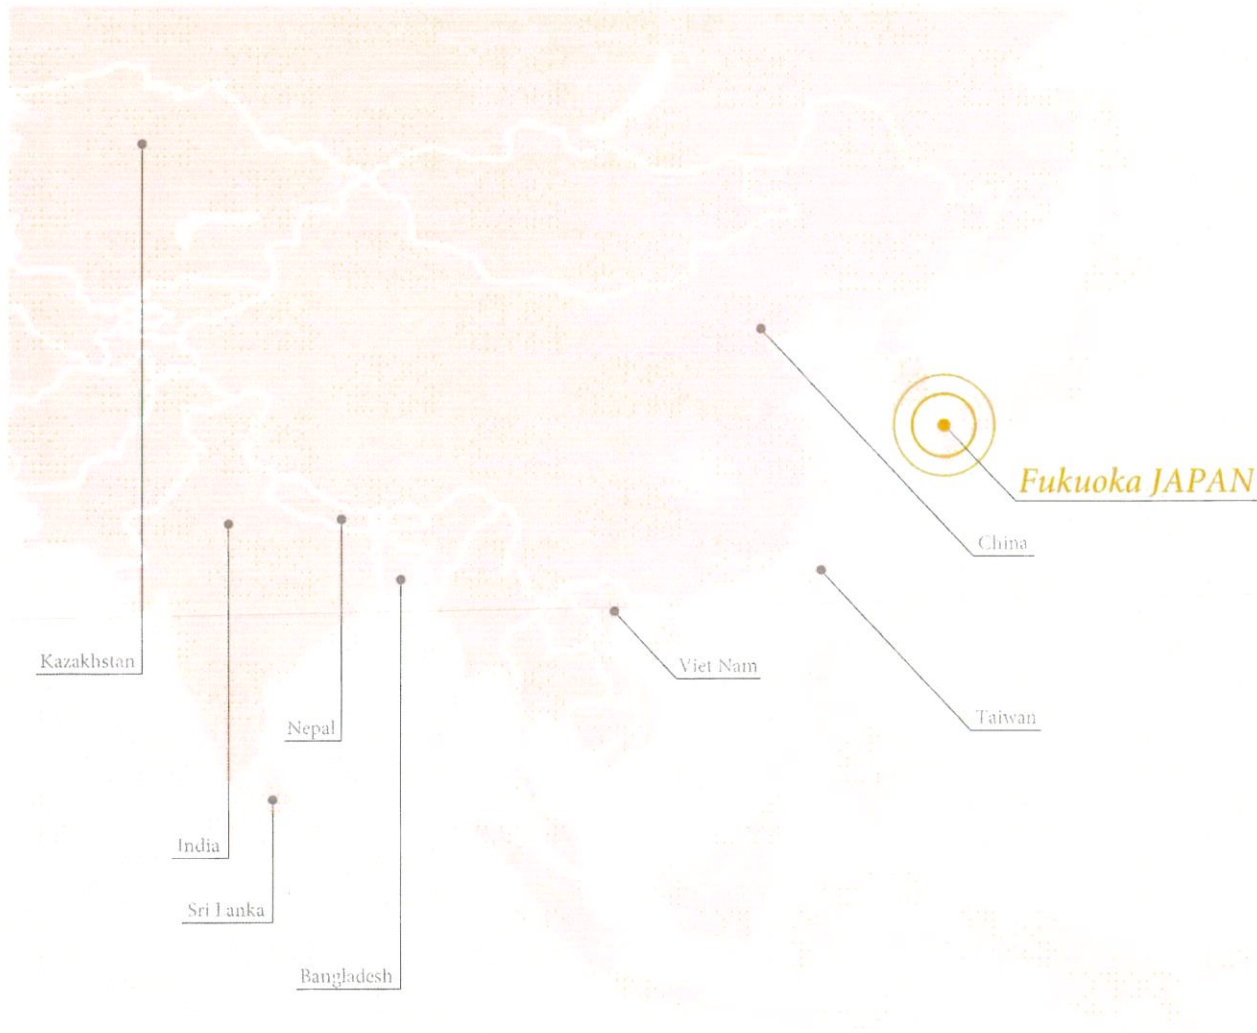 Fukuoka JAPAN
China
Kazakhstan
Viet Nam
Taiwan
Nepal
India
Sri Lanka
Bangladesh